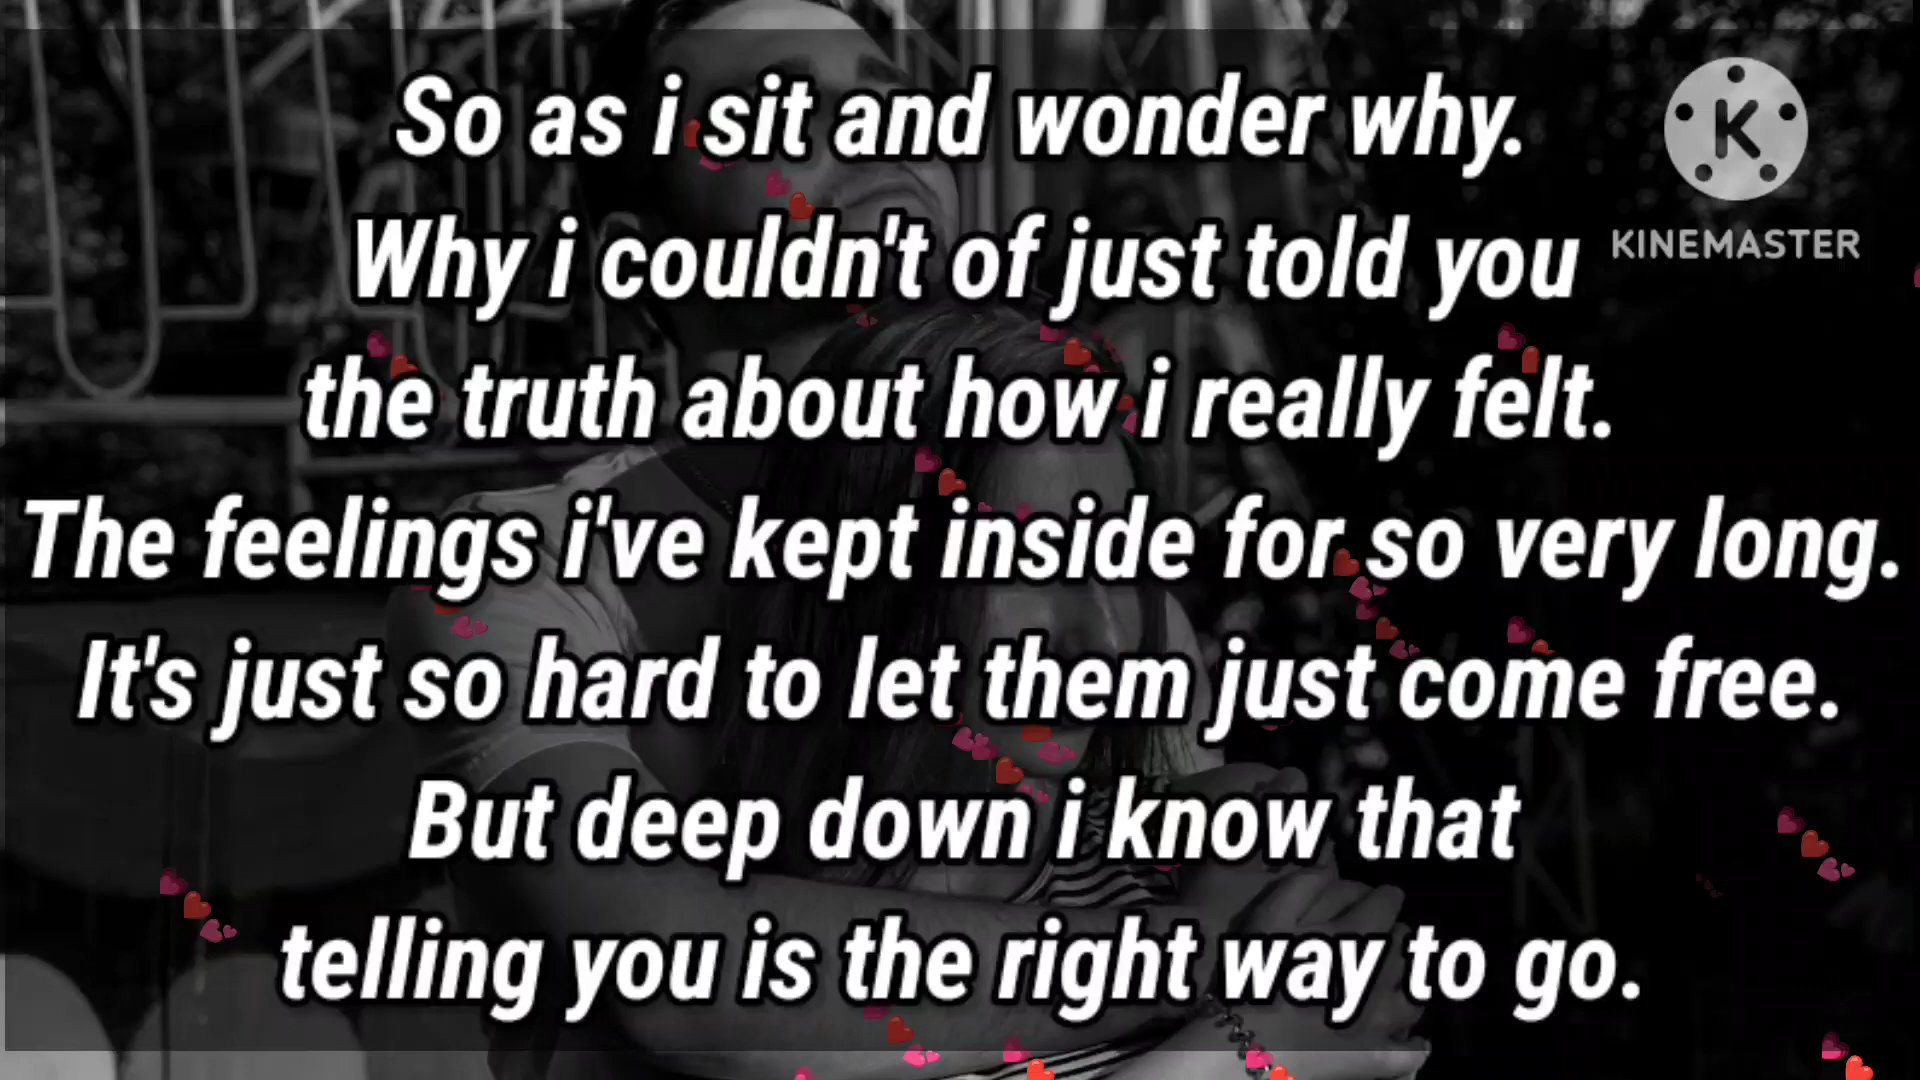 So as i sit and wonder why.
Why i couldn't of just told you
the truth about how i really felt.
The feelings i've kept inside for so very long.
It's just so hard to let them just come free.
But deep down i know that
telling you is the right way to go.
K
KINEMASTER